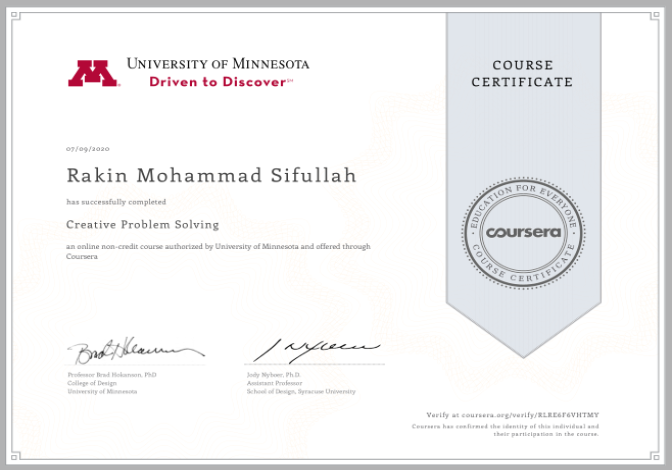 UNIVERSITY OF MINNESOTA
Driven to Discover℠
COURSE
CERTIFICATE
07/09/2020
Rakin Mohammad Sifullah
has successfully completed
Creative Problem Solving
an online non-credit course authorized by University of Minnesota and offered through
Coursera
EDUCATION FOR EVERYONE
coursera
COURSE CERTIFICATE
Professor Brad Hokanson, PhD
College of Design
University of Minnesota
Jody Nyboer, Ph.D.
Assistant Professor
School of Design, Syracuse University
Verify at coursera.org/verify/RLRE6F6VHTMY
Coursera has confirmed the identity of this individual and
their participation in the course.